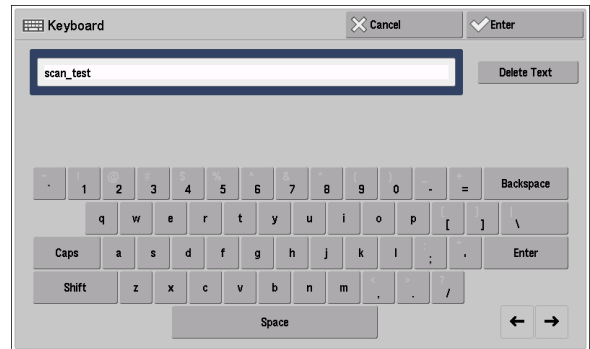 Keyboard Cancel Enter
scan_test Delete Text
~ ! @ # $ % ^ & * ( ) _ +
` 1 2 3 4 5 6 7 8 9 0 - = Backspace
{ } |
q w e r t y u i o p [ ] \
: "
Caps a s d f g h j k l ; ' Enter
< > ?
Shift z x c v b n m , . /
Space ← →